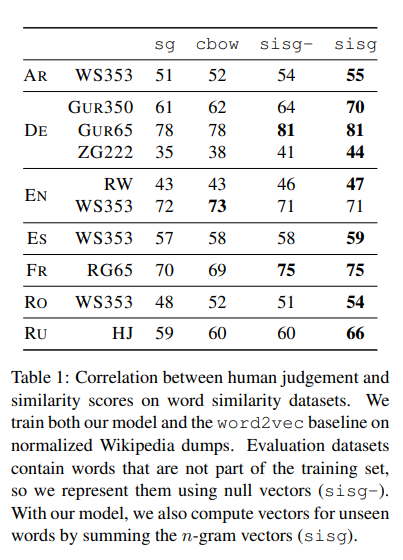 sg cbow sisg- sisg
AR WS353 51 52 54 55
GUR350 61 62 64 70
DE GUR65 78 78 81 81
ZG222 35 38 41 44
EN RW 43 43 46 47
WS353 72 73 71 71
ES WS353 57 58 58 59
FR RG65 70 69 75 75
RO WS353 48 52 51 54
RU HJ 59 60 60 66
Table 1: Correlation between human judgement and
similarity scores on word similarity datasets. We
train both our model and the word2vec baseline on
normalized Wikipedia dumps. Evaluation datasets
contain words that are not part of the training set,
so we represent them using null vectors (sisg-).
With our model, we also compute vectors for unseen
words by summing the n-gram vectors (sisg).